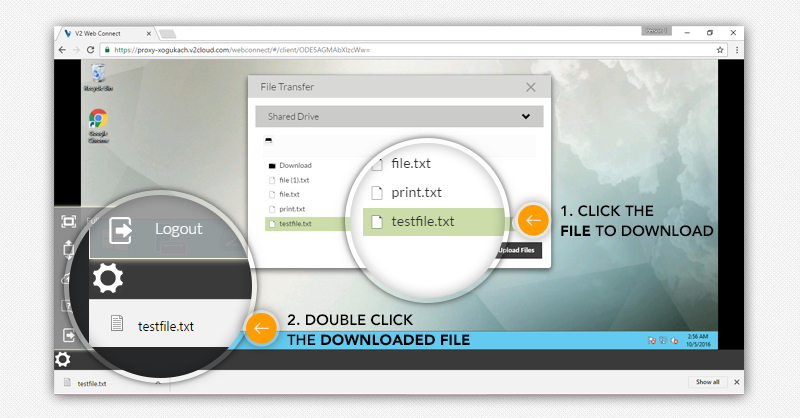 V2 Web Connect
https://proxy-xogukach.v2cloud.com/webconnect/#/client/ODE5AGMAbXlzcWw=
Recycle Bin
Google
Chrome
File Transfer
Shared Drive
Download
file (1).txt
file.txt
print.txt
testfile.txt
Upload Files
file.txt
print.txt
testfile.txt
1. CLICK THE
FILE TO DOWNLOAD
Logout
testfile.txt
2. DOUBLE CLICK
THE DOWNLOADED FILE
2:56 AM
10/5/2016
testfile.txt
Show all